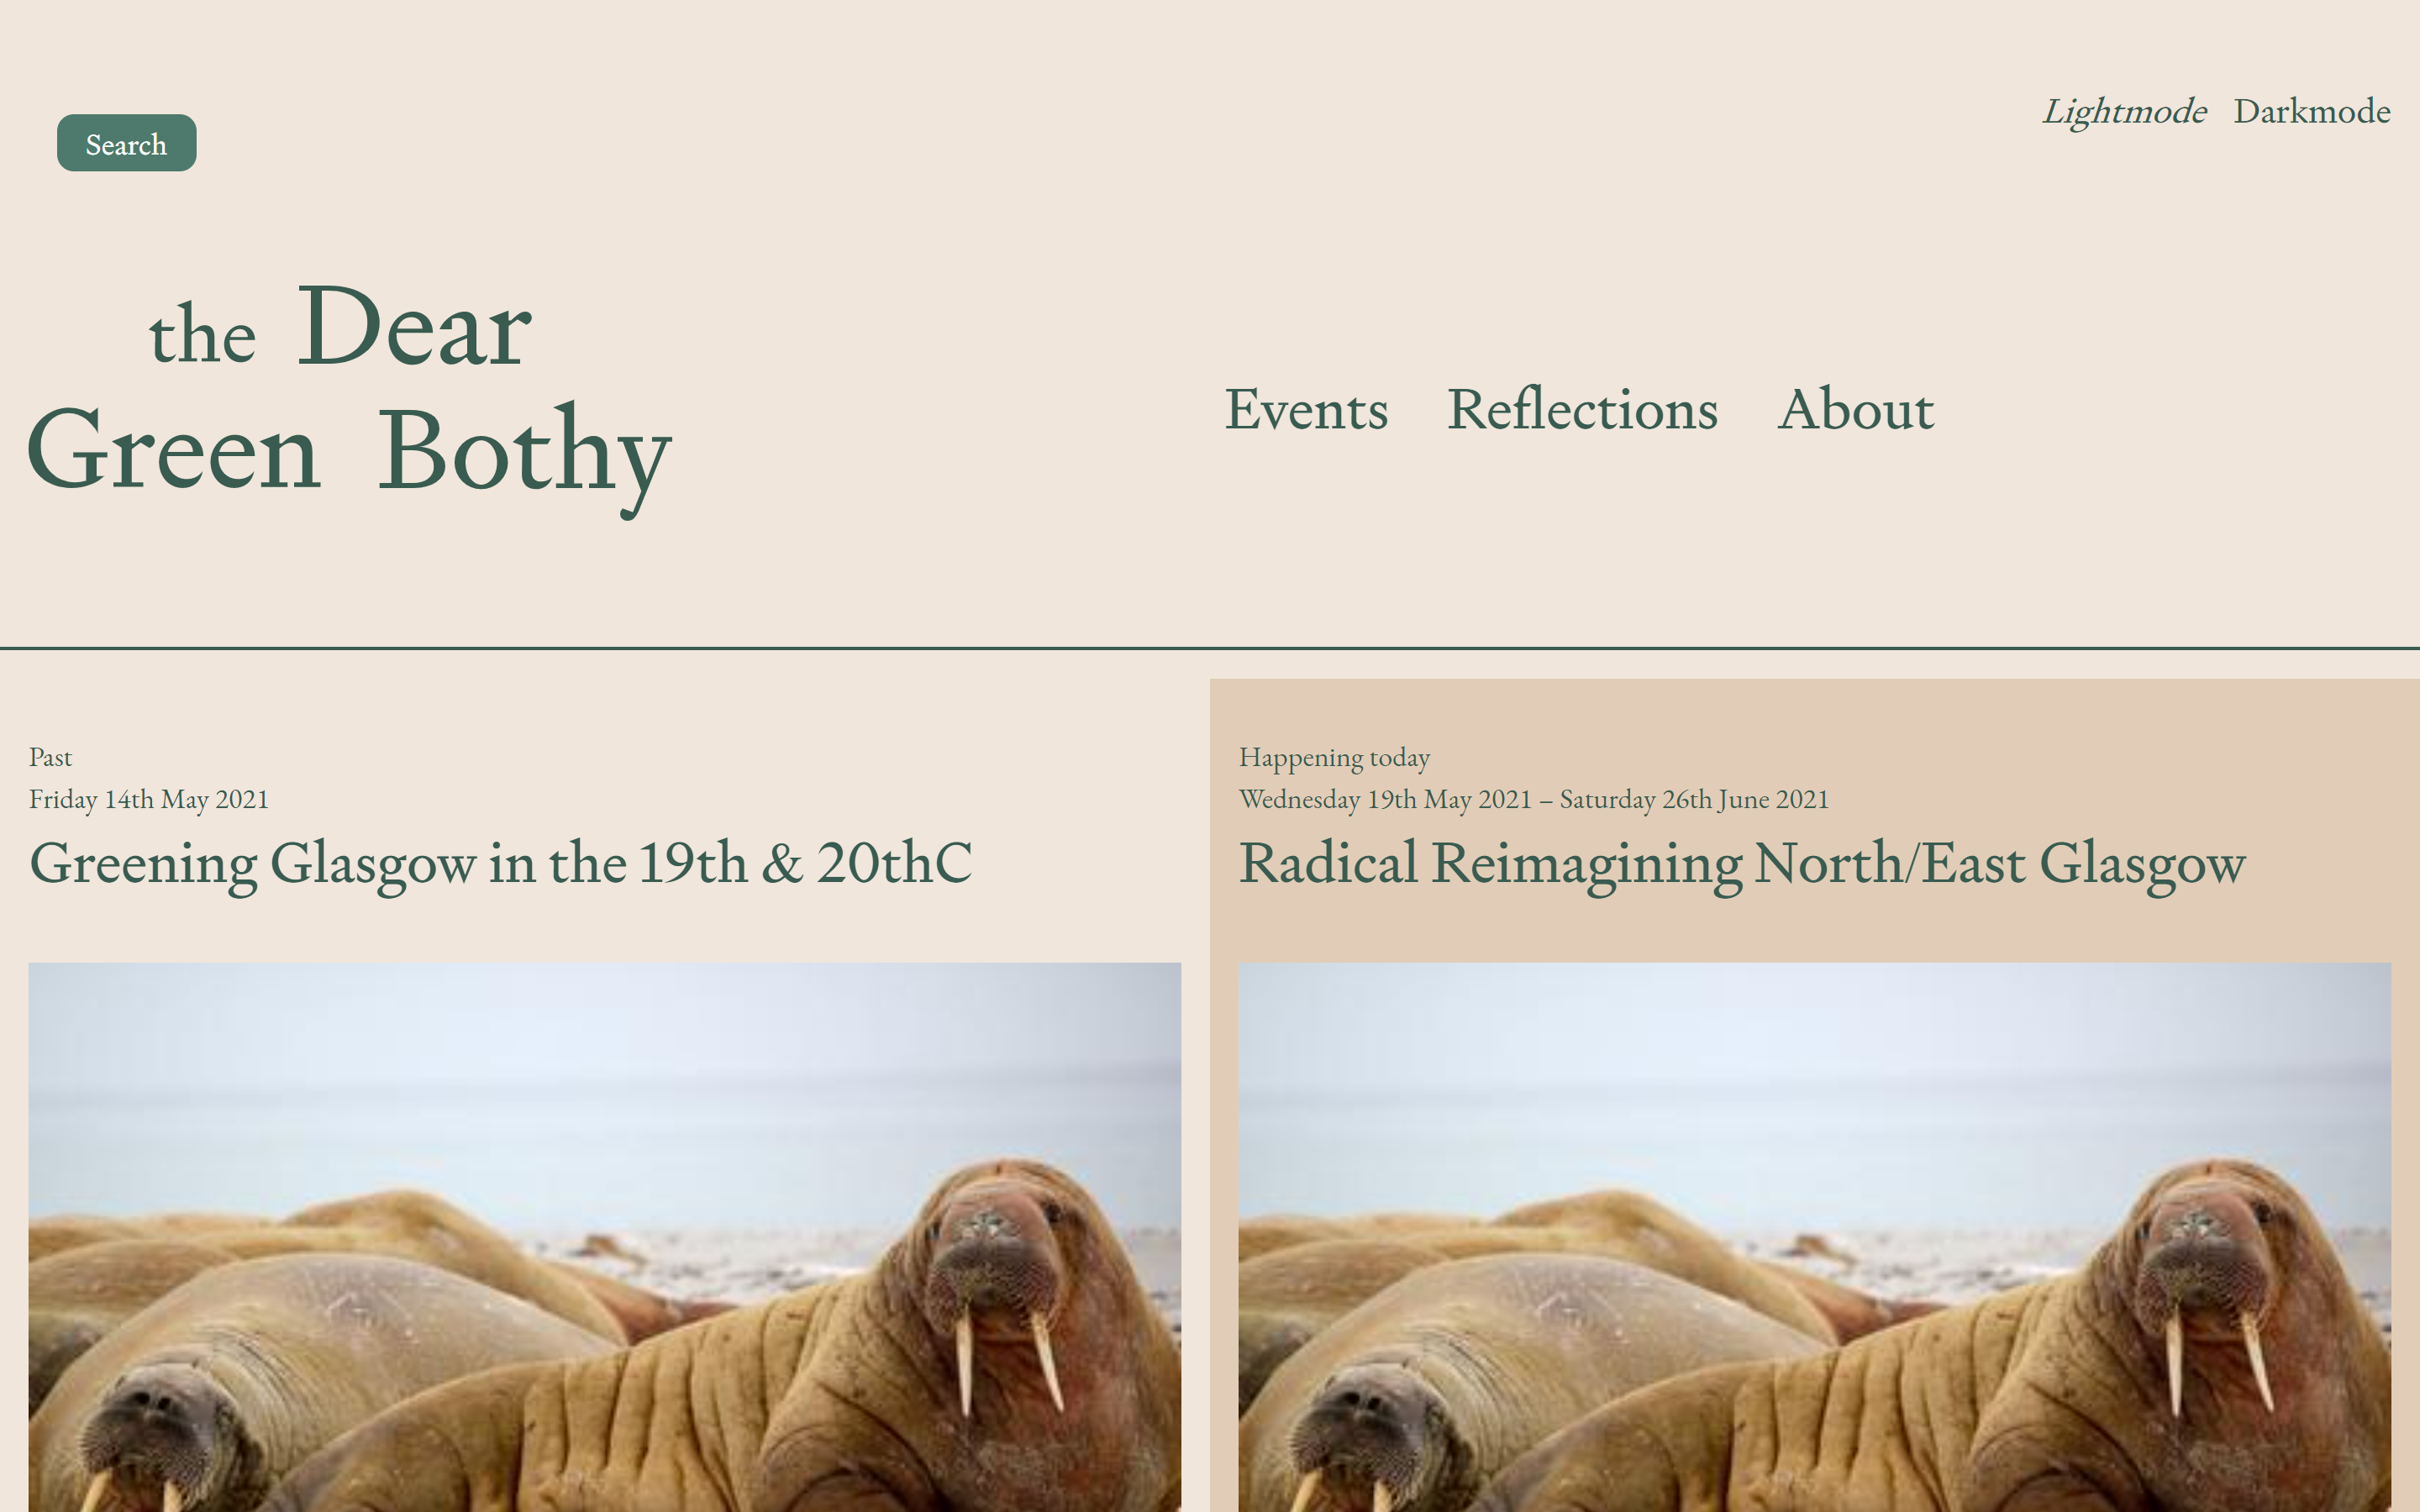 Search
Lightmode Darkmode
the Dear
Green Bothy
Events Reflections About
Past
Friday 14th May 2021
Greening Glasgow in the 19th & 20thC
Happening today
Wednesday 19th May 2021 – Saturday 26th June 2021
Radical Reimagining North/East Glasgow